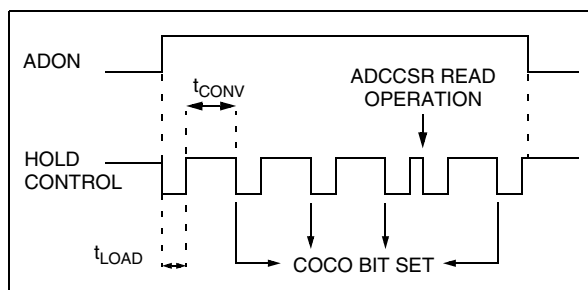 ADON
ADCCSR READ
OPERATION
tCONV
HOLD
CONTROL
tLOAD
COCO BIT SET